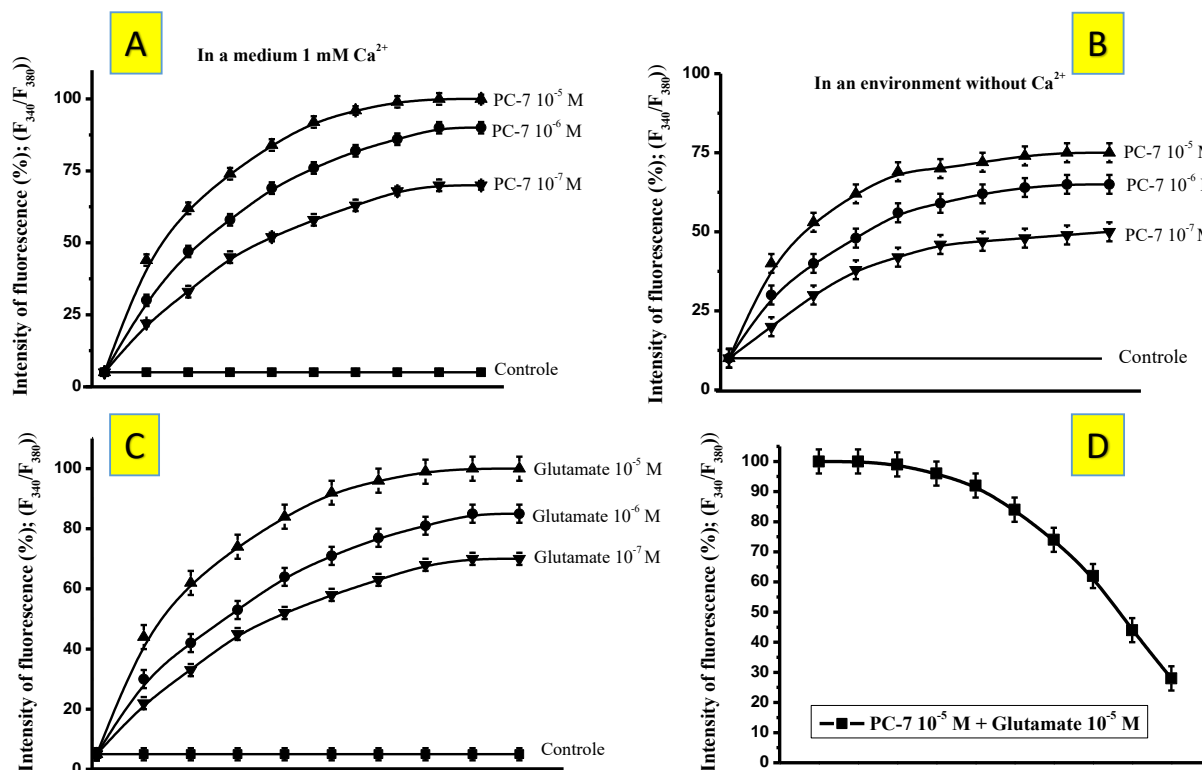 A
In a medium 1 mM Ca²⁺
Intensity of fluorescence (%); (F₃₄₀/F₃₈₀))
100
75
50
25
0
PC-7 10⁻⁵ M
PC-7 10⁻⁶ M
PC-7 10⁻⁷ M
Controle
B
In an environment without Ca²⁺
Intensity of fluorescence (%); (F₃₄₀/F₃₈₀))
100
75
50
25
0
PC-7 10⁻⁵ M
PC-7 10⁻⁶
PC-7 10⁻⁷ M
Controle
C
Intensity of fluorescence (%); (F₃₄₀/F₃₈₀))
100
80
60
40
20
0
Glutamate 10⁻⁵ M
Glutamate 10⁻⁶ M
Glutamate 10⁻⁷ M
Controle
D
Intensity of fluorescence (%); (F₃₄₀/F₃₈₀))
100
90
80
70
60
50
40
30
20
10
0
PC-7 10⁻⁵ M + Glutamate 10⁻⁵ M